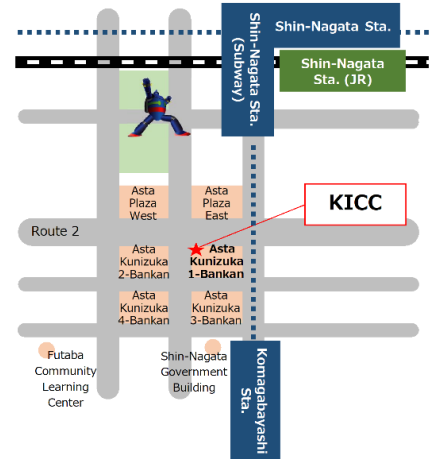 Shin-Nagata Sta.
Shin-Nagata Sta.
(Subway)
Shin-Nagata
Sta. (JR)
Asta
Plaza
West
Asta
Plaza
East
KICC
Route 2
Asta
Kunizuka
2-Bankan
Asta
Kunizuka
1-Bankan
Asta
Kunizuka
4-Bankan
Asta
Kunizuka
3-Bankan
Futaba
Community
Learning
Center
Shin-Nagata
Government
Building
Komagabayashi
Sta.